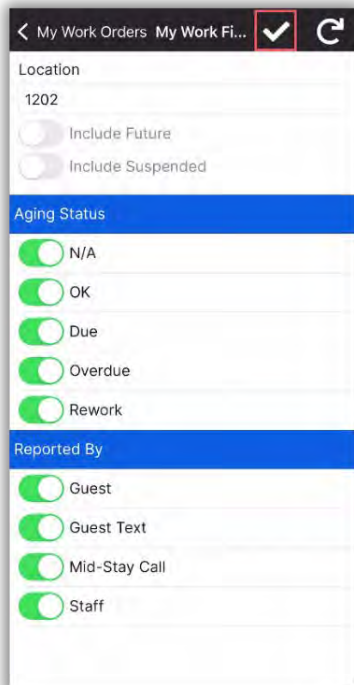 My Work Orders My Work Fi...
Location
1202
Include Future
Include Suspended
Aging Status
N/A
OK
Due
Overdue
Rework
Reported By
Guest
Guest Text
Mid-Stay Call
Staff